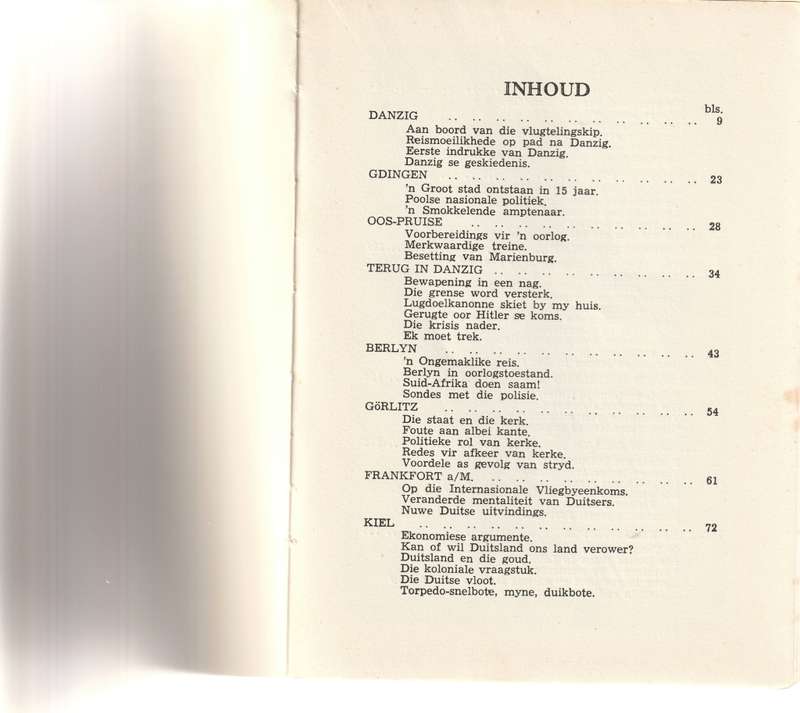 INHOUD
bls.
DANZIG .. .. .. .. .. .. .. .. .. .. .. 9
Aan boord van die vlugtelingskip.
Reismoeilikhede op pad na Danzig.
Eerste indrukke van Danzig.
Danzig se geskiedenis.
GDINGEN .. .. .. .. .. .. .. .. .. .. .. 23
'n Groot stad ontstaan in 15 jaar.
Poolse nasionale politiek.
'n Smokkelende amptenaar.
OOS-PRUISE .. .. .. .. .. .. .. .. .. .. 28
Voorbereidings vir 'n oorlog.
Merkwaardige treine.
Besetting van Marienburg.
TERUG IN DANZIG .. .. .. .. .. .. .. .. .. 34
Bewapening in een nag.
Die grense word versterk.
Lugdoelkanonne skiet by my huis.
Gerugte oor Hitler se koms.
Die krisis nader.
Ek moet trek.
BERLYN .. .. .. .. .. .. .. .. .. .. .. 43
'n Ongemaklike reis.
Berlyn in oorlogstoestand.
Suid-Afrika doen saam!
Sondes met die polisie.
GöRLITZ .. .. .. .. .. .. .. .. .. .. .. 54
Die staat en die kerk.
Foute aan albei kante.
Politieke rol van kerke.
Redes vir afkeer van kerke.
Voordele as gevolg van stryd.
FRANKFORT a/M. .. .. .. .. .. .. .. .. .. 61
Op die Internasionale Vliegbyeenkoms.
Veranderde mentaliteit van Duitsers.
Nuwe Duitse uitvindings.
KIEL .. .. .. .. .. .. .. .. .. .. .. .. 72
Ekonomiese argumente.
Kan of wil Duitsland ons land verower?
Duitsland en die goud.
Die koloniale vraagstuk.
Die Duitse vloot.
Torpedo-snelbote, myne, duikbote.